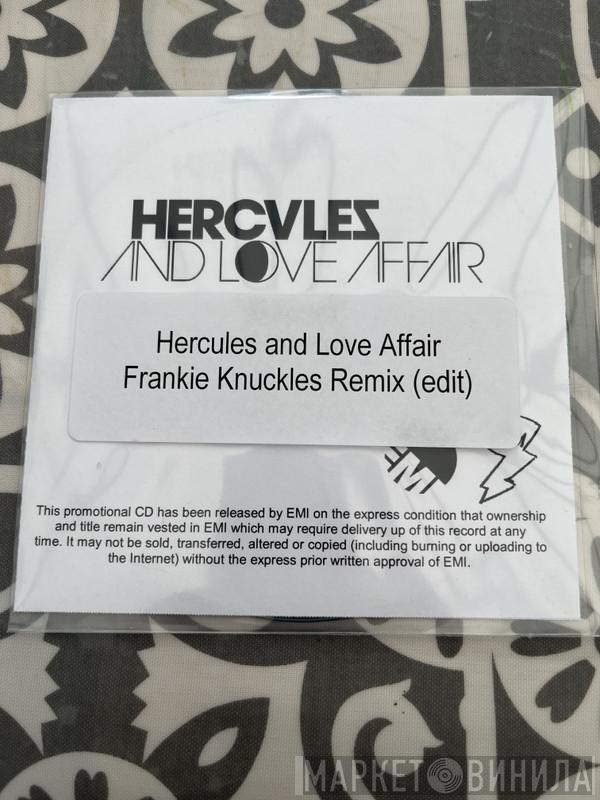 HERCVLES
AND LOVE AFFAIR
Hercules and Love Affair
Frankie Knuckles Remix (edit)
EMI
This promotional CD has been released by EMI on the express condition that ownership
and title remain vested in EMI which may require delivery up of this record at any
time. It may not be sold, transferred, altered or copied (including burning or uploading to
the Internet) without the express prior written approval of EMI.
МАРКЕТ ВИНИЛА